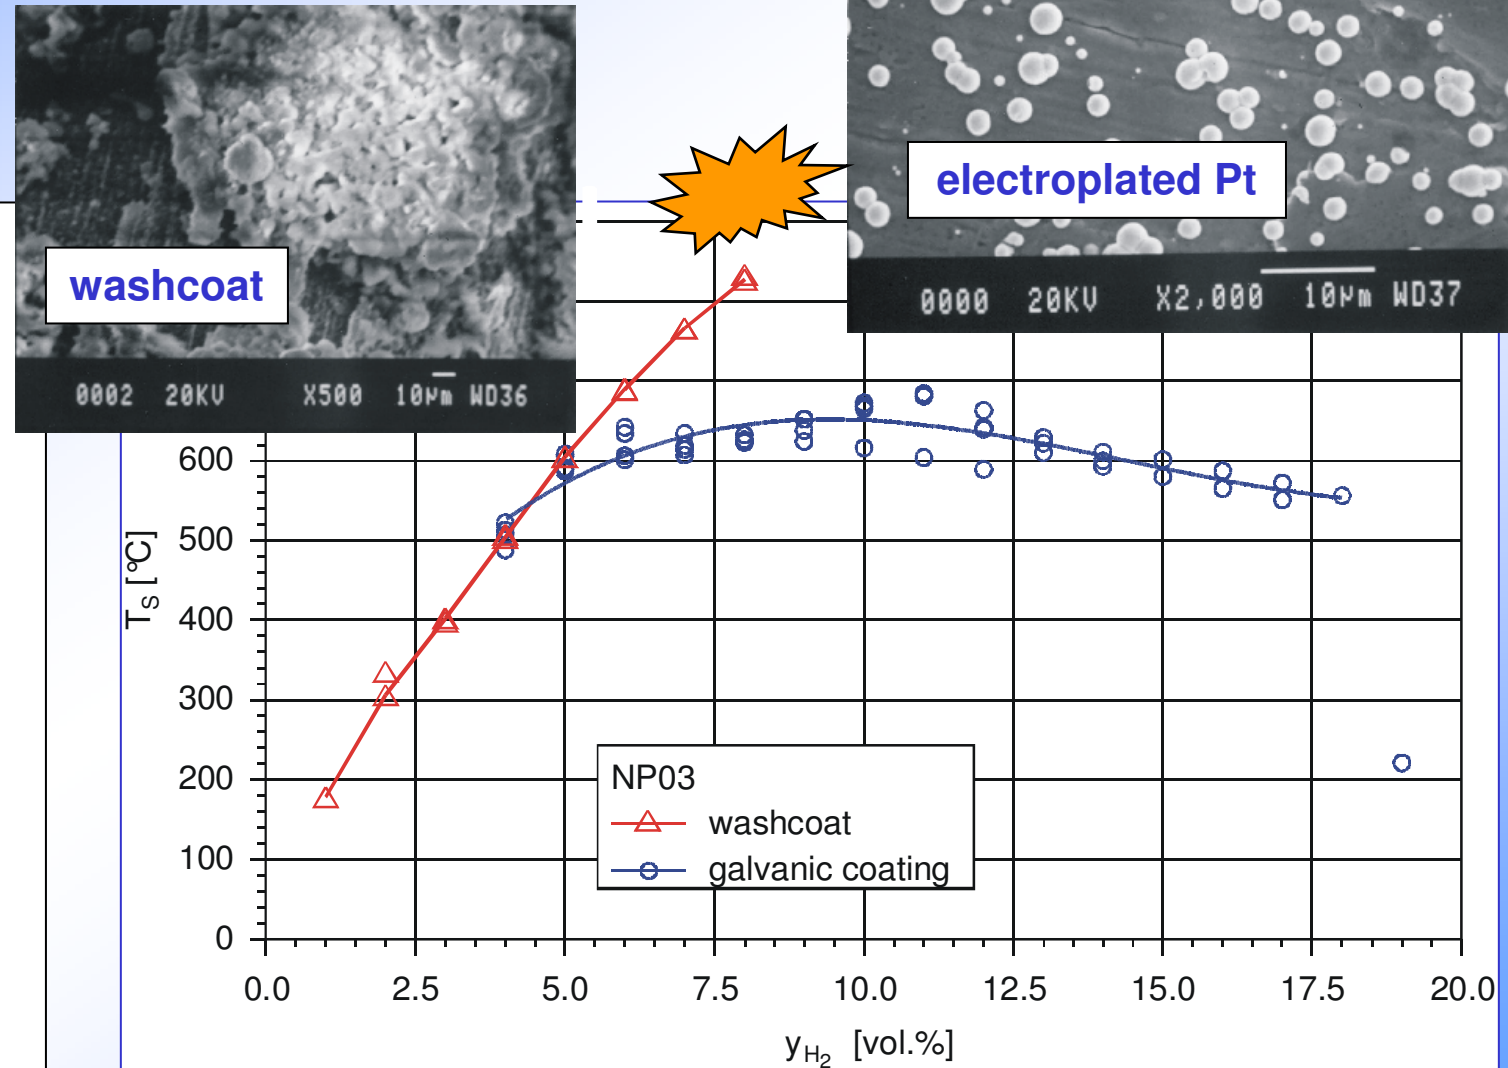 washcoat
0002 20KV X500 10µm WD36
electroplated Pt
0000 20KV X2,000 10µm WD37
600
500
400
300
200
100
0
T_S [°C]
NP03
washcoat
galvanic coating
0.0 2.5 5.0 7.5 10.0 12.5 15.0 17.5 20.0
y_H2 [vol.%]